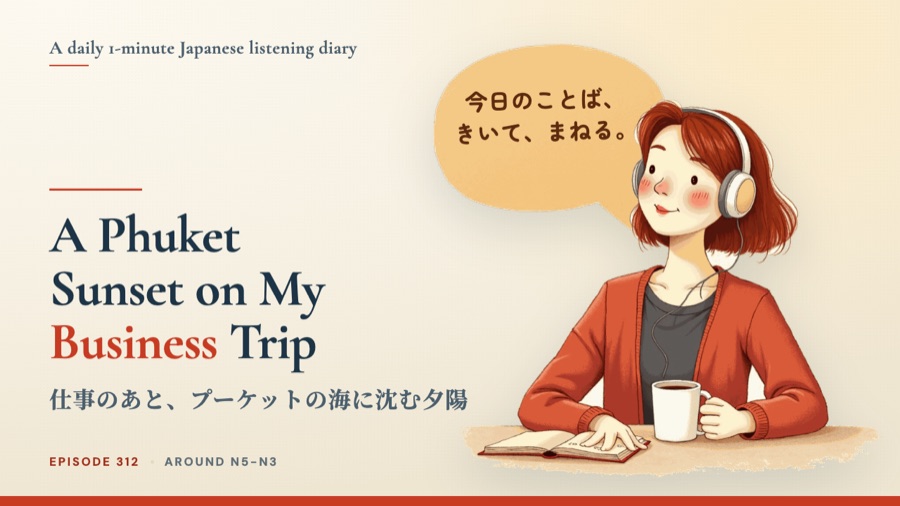 A daily 1-minute Japanese listening diary
今日のことば、
きいて、まねる。
A Phuket
Sunset on My
Business Trip
仕事のあと、プーケットの海に沈む夕陽
EPISODE 312 · AROUND N5–N3